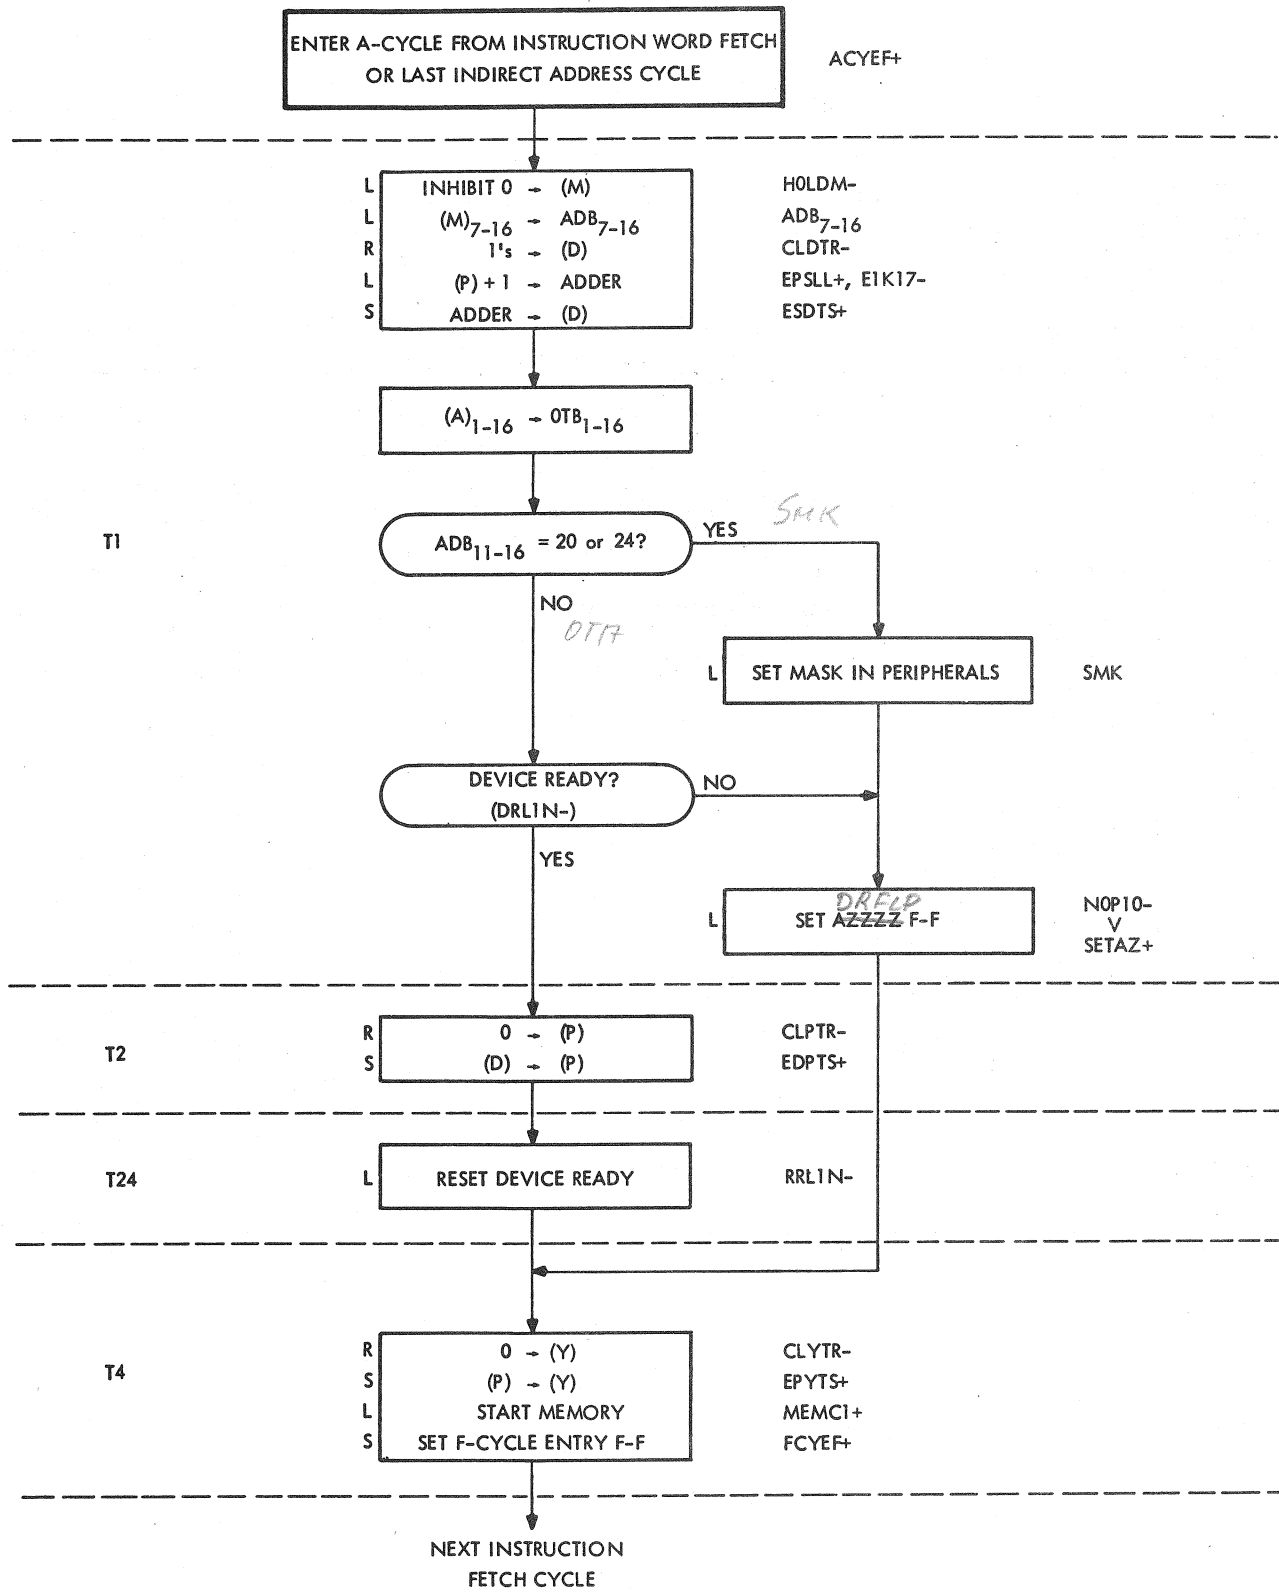 ENTER A-CYCLE FROM INSTRUCTION WORD FETCH
OR LAST INDIRECT ADDRESS CYCLE
ACYEF+
L INHIBIT 0 → (M) H0LDM-
L (M)7-16 → ADB7-16 ADB7-16
R 1's → (D) CLDTR-
L (P) + 1 → ADDER EPSLL+, E1K17-
S ADDER → (D) ESDTS+
(A)1-16 → 0TB1-16
T1
ADB11-16 = 20 or 24?
YES
SMK
NO
OTA
L SET MASK IN PERIPHERALS SMK
DEVICE READY?
(DRL1N-)
NO
YES
DRFLP
L SET AZZZZ F-F
N0P10-
V
SETAZ+
T2
R 0 → (P) CLPTR-
S (D) → (P) EDPTS+
T24
L RESET DEVICE READY RRL1N-
T4
R 0 → (Y) CLYTR-
S (P) → (Y) EPYTS+
L START MEMORY MEMC1+
S SET F-CYCLE ENTRY F-F FCYEF+
NEXT INSTRUCTION
FETCH CYCLE